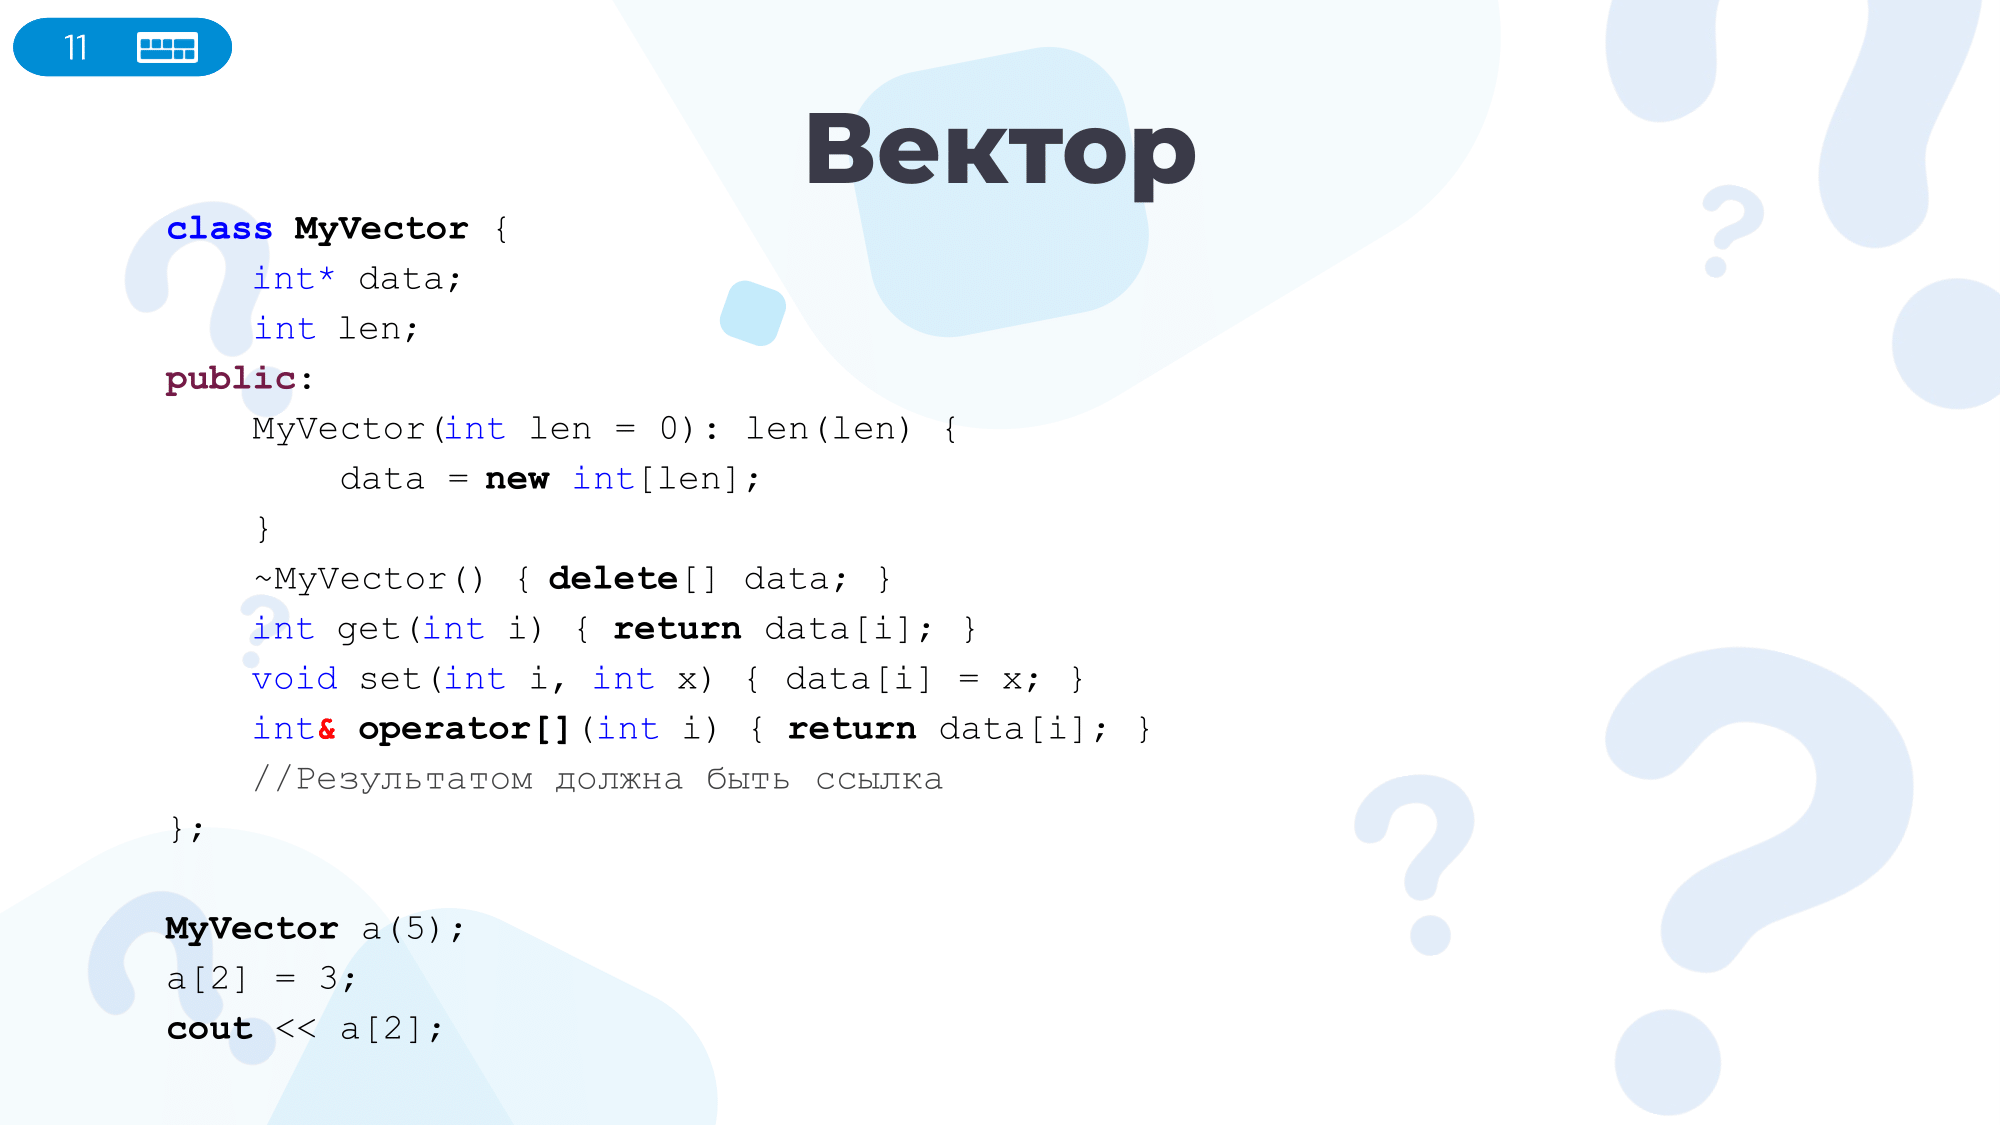 11
Вектор
class MyVector {
    int* data;
    int len;
public:
    MyVector(int len = 0): len(len) {
        data = new int[len];
    }
    ~MyVector() { delete[] data; }
    int get(int i) { return data[i]; }
    void set(int i, int x) { data[i] = x; }
    int& operator[](int i) { return data[i]; }
    //Результатом должна быть ссылка
};
MyVector a(5);
a[2] = 3;
cout << a[2];